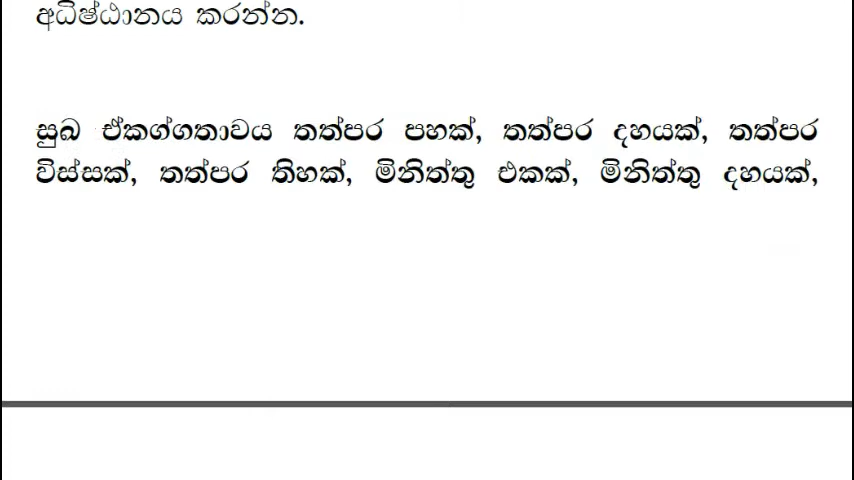 අධිෂ්ඨානය කරන්න.
සුඛ ඒකග්ගතාවය තත්පර පහක්, තත්පර දහයක්, තත්පර
විස්සක්, තත්පර තිහක්, මිනිත්තු එකක්, මිනිත්තු දහයක්,